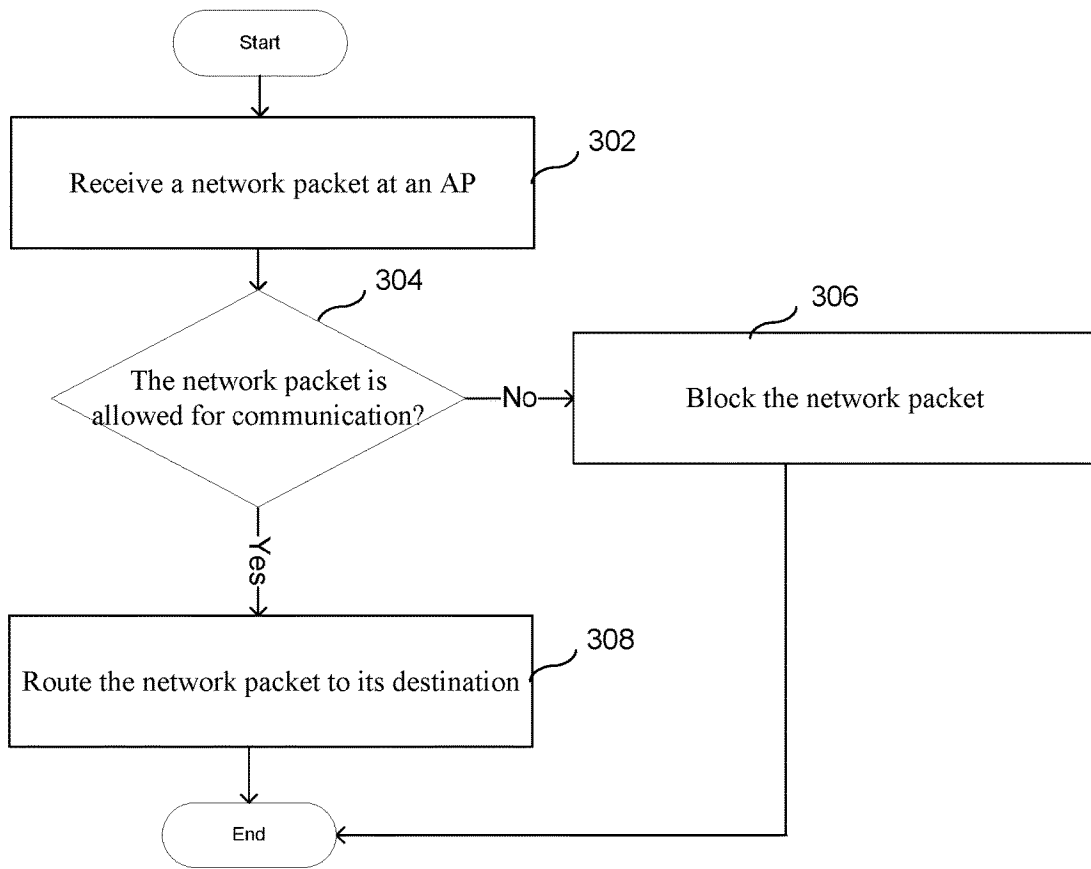 Start
302
Receive a network packet at an AP
304
306
The network packet is
allowed for communication?
No
Block the network packet
Yes
308
Route the network packet to its destination
End